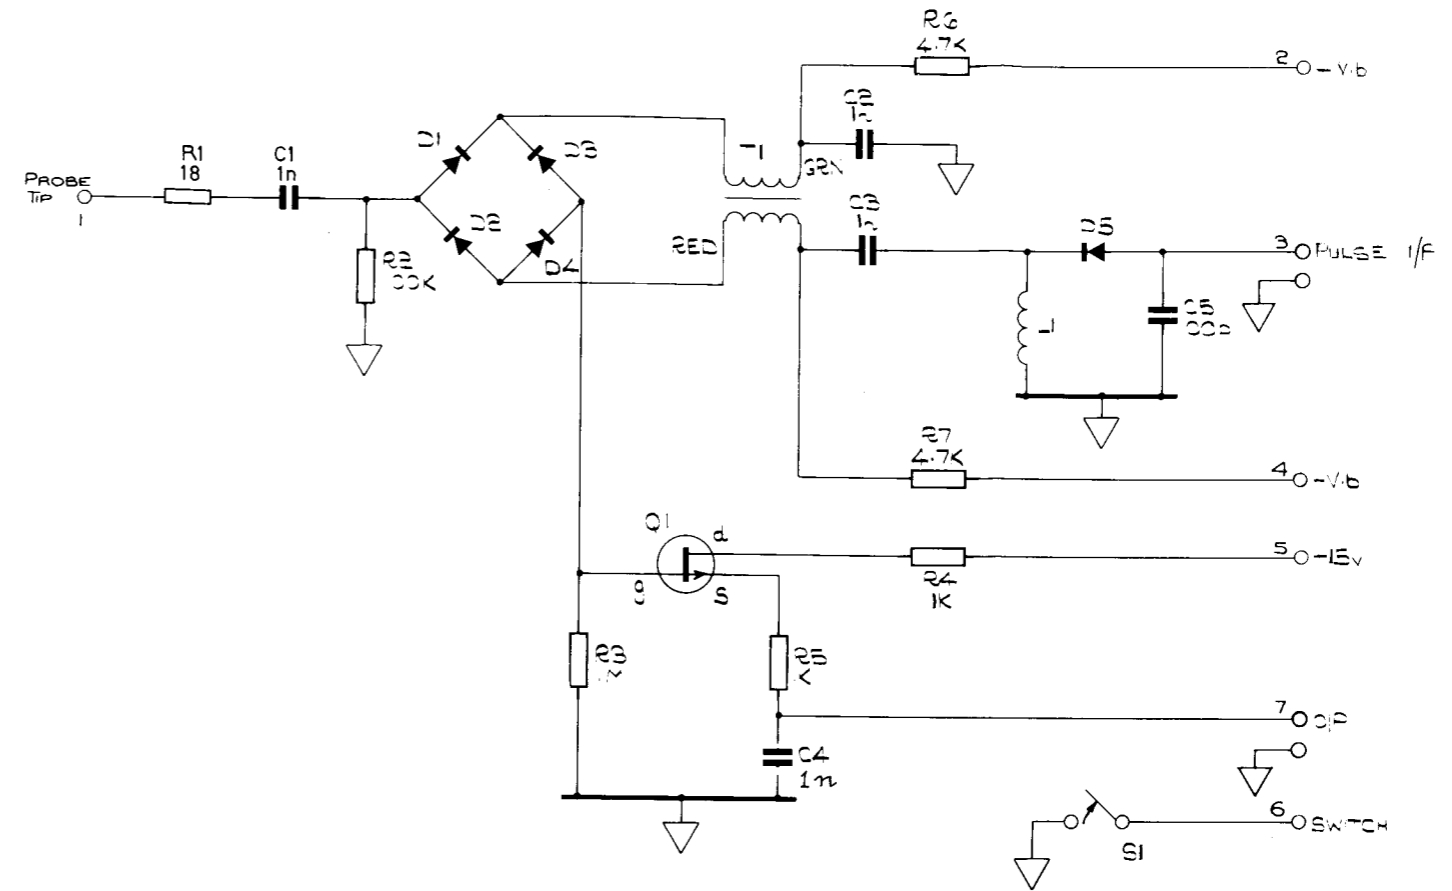 R6
4.7K
2
C2
1n
D1
D3
R1
18
C1
1n
T1
GRN
PROBE
TIP
1
C3
1n
D2
RED
D5
3
PULSE I/P
R2
D4
C5
L1
R7
4.7K
4
Q1
d
5
g
S
R4
1K
R3
R5
K
7
O/P
C4
1n
6
SWITCH
S1